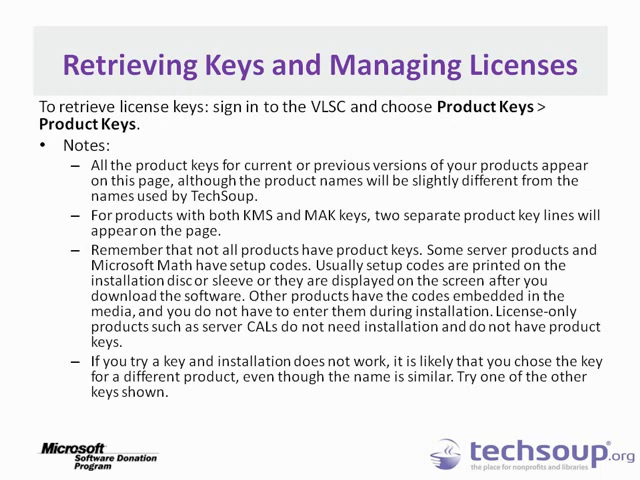 Retrieving Keys and Managing Licenses
To retrieve license keys: sign in to the VLSC and choose Product Keys >
Product Keys.
• Notes:
– All the product keys for current or previous versions of your products appear
on this page, although the product names will be slightly different from the
names used by TechSoup.
– For products with both KMS and MAK keys, two separate product key lines will
appear on the page.
– Remember that not all products have product keys. Some server products and
Microsoft Math have setup codes. Usually setup codes are printed on the
installation disc or sleeve or they are displayed on the screen after you
download the software. Other products have the codes embedded in the
media, and you do not have to enter them during installation. License-only
products such as server CALs do not need installation and do not have product
keys.
– If you try a key and installation does not work, it is likely that you chose the key
for a different product, even though the name is similar. Try one of the other
keys shown.
Microsoft
Software Donation
Program
techsoup®.org
the place for nonprofits and libraries